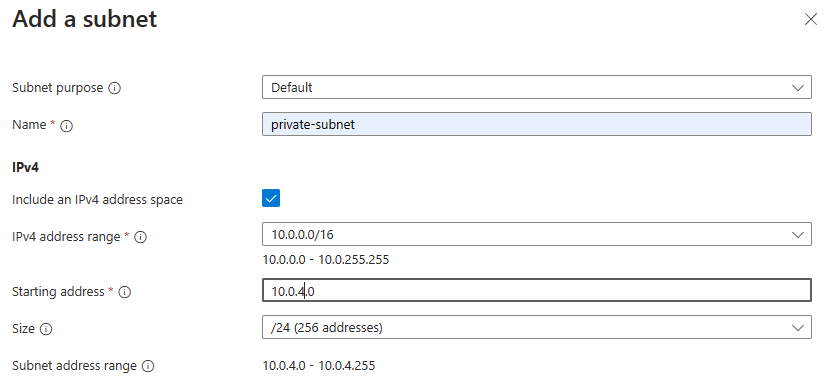 Add a subnet
Subnet purpose Default
Name * private-subnet
IPv4
Include an IPv4 address space
IPv4 address range * 10.0.0.0/16
10.0.0.0 - 10.0.255.255
Starting address * 10.0.4.0
Size /24 (256 addresses)
Subnet address range 10.0.4.0 - 10.0.4.255